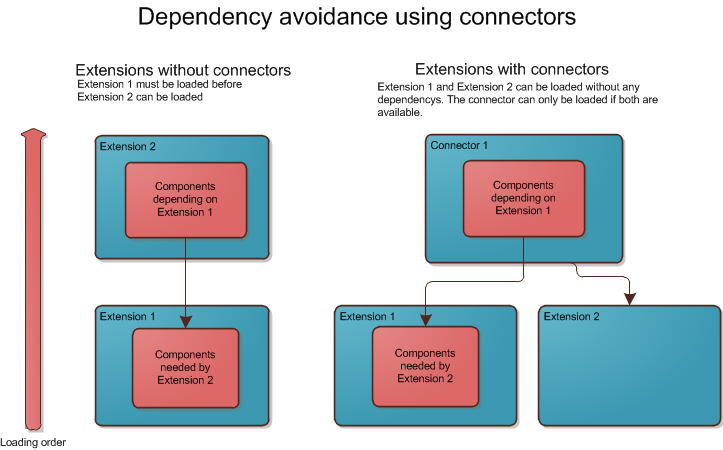 Dependency avoidance using connectors
Extensions without connectors
Extension 1 must be loaded before
Extension 2 can be loaded
Extensions with connectors
Extension 1 and Extension 2 can be loaded without any
dependencys. The connector can only be loaded if both are
available.
Extension 2
Components
depending on
Extension 1
Extension 1
Components
needed by
Extension 2
Connector 1
Components
depending on
Extension 1
Extension 1
Components
needed by
Extension 2
Extension 2
Loading order